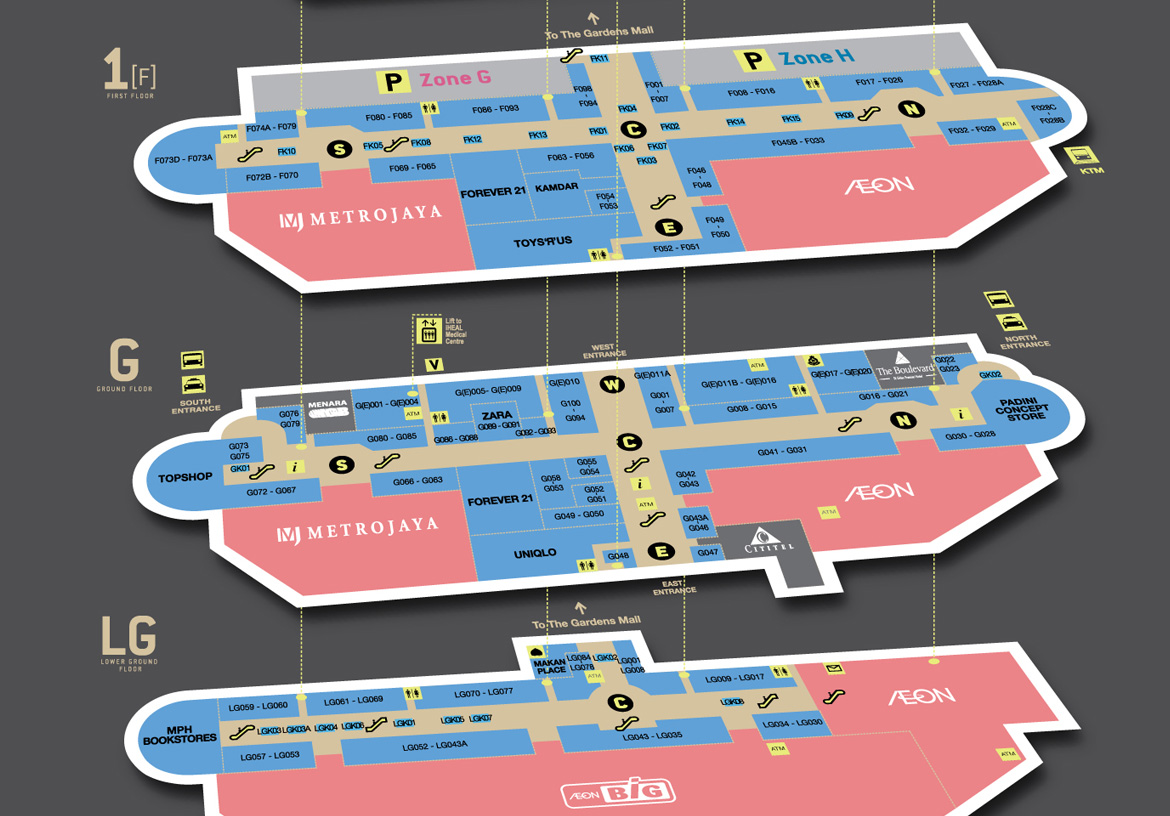 To The Gardens Mall
1[F]
FIRST FLOOR
P Zone G
P Zone H
FK11
F098
F094
F001
F007
F008 - F016
F017 - F026
F027 - F028A
F028C
F028B
F074A - F079
F080 - F085
F086 - F093
ATM
FK10
S
FK05
FK08
FK12
FK13
FK01
FK04
C
FK02
FK14
FK15
FK09
N
F032 - F029
ATM
KTM
F073D - F073A
F072B - F070
F069 - F065
FK06
FK07
FK03
F045B - F033
F063 - F056
FOREVER 21
KAMDAR
F054
F053
F046
F048
F049
F050
E
F052 - F051
TOYS"R"US
MJ METROJAYA
ÆON
G
GROUND FLOOR
SOUTH
ENTRANCE
Lift to
iHEAL
Medical
Centre
V
WEST
ENTRANCE
NORTH
ENTRANCE
MENARA
G076
G079
G(E)001 - G(E)004
ATM
G(E)005- G(E)009
G(E)010
W
G(E)011A
ATM
G(E)011B - G(E)016
G(E)017 - G(E)020
The Boulevard
G022
G023
GK02
PADINI
CONCEPT
STORE
G073
G075
GK01
TOPSHOP
i
S
G080 - G085
G086 - G088
ZARA
G089 - G091
G092 - G093
G100
G094
G001
G007
G008 - G015
G016 - G021
N
i
G030 - G028
C
G041 - G031
G072 - G067
G066 - G063
FOREVER 21
G058
G053
G055
G054
G052
G051
G049 - G050
UNIQLO
i
ATM
G042
G043
G043A
G046
G048
E
G047
CITITEL
ATM
ÆON
MJ METROJAYA
EAST
ENTRANCE
To The Gardens Mall
LG
LOWER GROUND
FLOOR
MAKAN
PLACE
LG084
LG078
LGK02
LG001
LG008
ATM
LG059 - LG060
LG061 - LG069
LG070 - LG077
C
LG009 - LG017
LGK08
ÆON
MPH
BOOKSTORES
LGK03
LGK03A
LGK04
LGK06
LGK01
LGK05
LGK07
LG057 - LG053
LG052 - LG043A
LG043 - LG035
LG034 - LG030
ATM
ATM
ÆON BiG